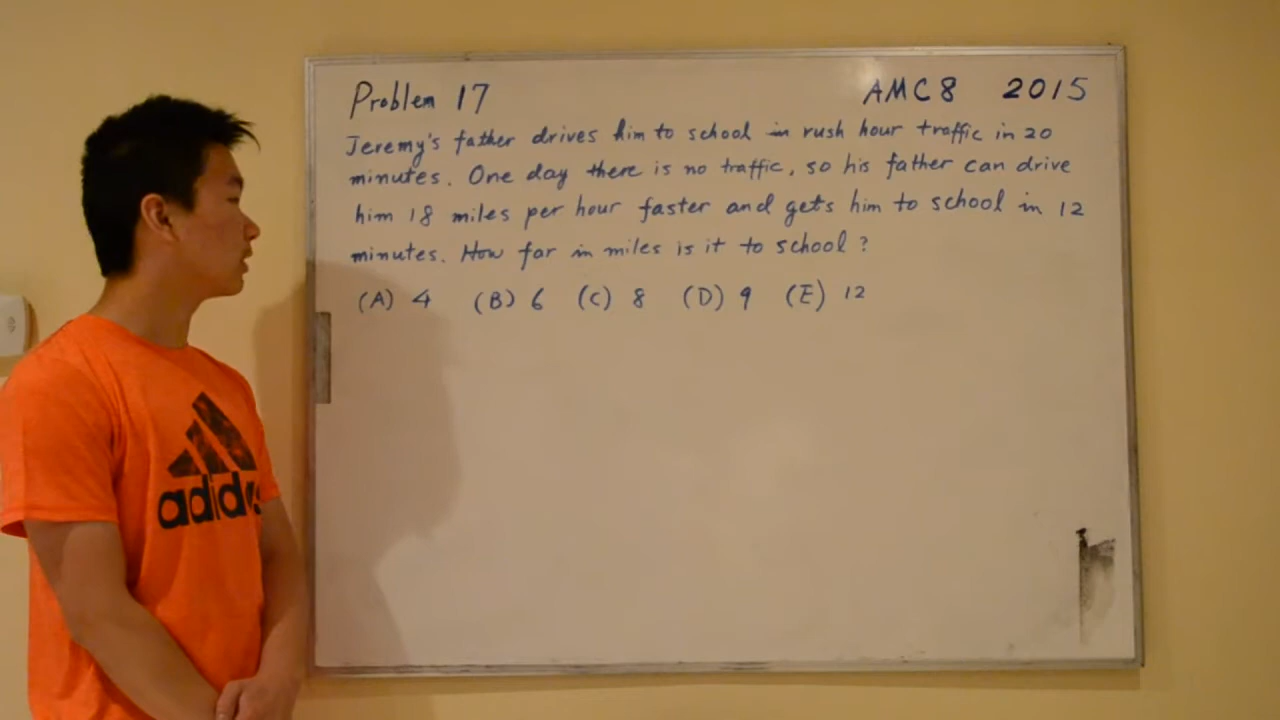 Problem 17
AMC8 2015
Jeremy's father drives him to school in rush hour traffic in 20
minutes. One day there is no traffic, so his father can drive
him 18 miles per hour faster and gets him to school in 12
minutes. How far in miles is it to school?
(A) 4 (B) 6 (C) 8 (D) 9 (E) 12
adidas